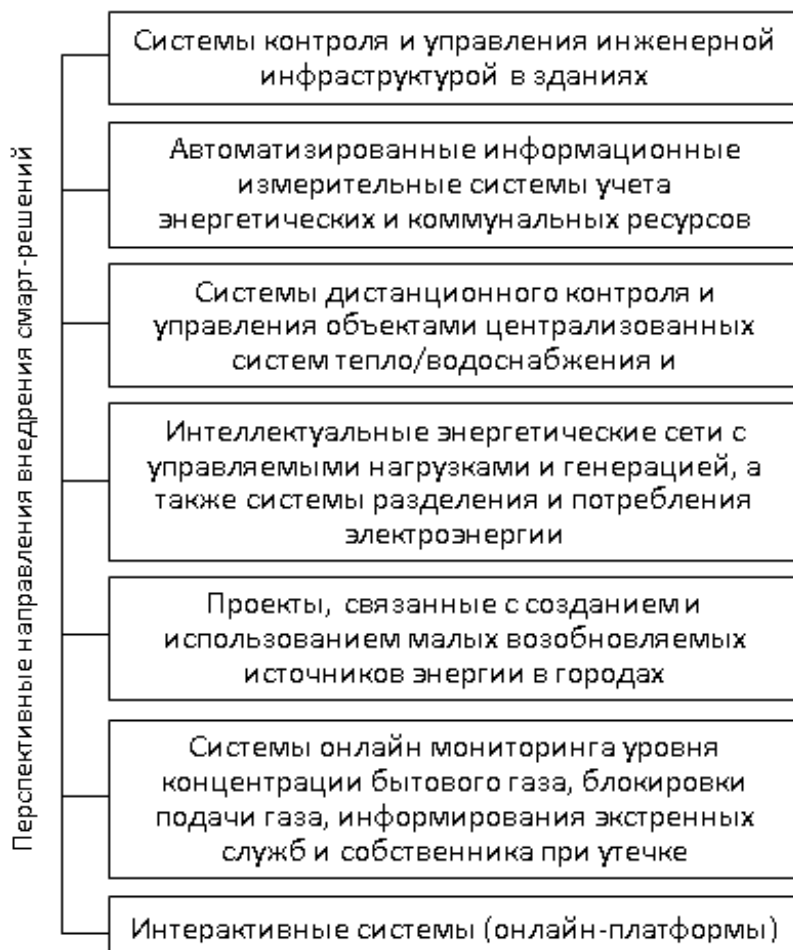 Перспективные направления внедрения смарт-решений
Системы контроля и управления инженерной
инфраструктурой в зданиях
Автоматизированные информационные
измерительные системы учета
энергетических и коммунальных ресурсов
Системы дистанционного контроля и
управления объектами централизованных
систем тепло/водоснабжения и
Интеллектуальные энергетические сети с
управляемыми нагрузками и генерацией, а
также системы разделения и потребления
электроэнергии
Проекты, связанные с созданием и
использованием малых возобновляемых
источников энергии в городах
Системы онлайн мониторинга уровня
концентрации бытового газа, блокировки
подачи газа, информирования экстренных
служб и собственника при утечке
Интерактивные системы (онлайн-платформы)